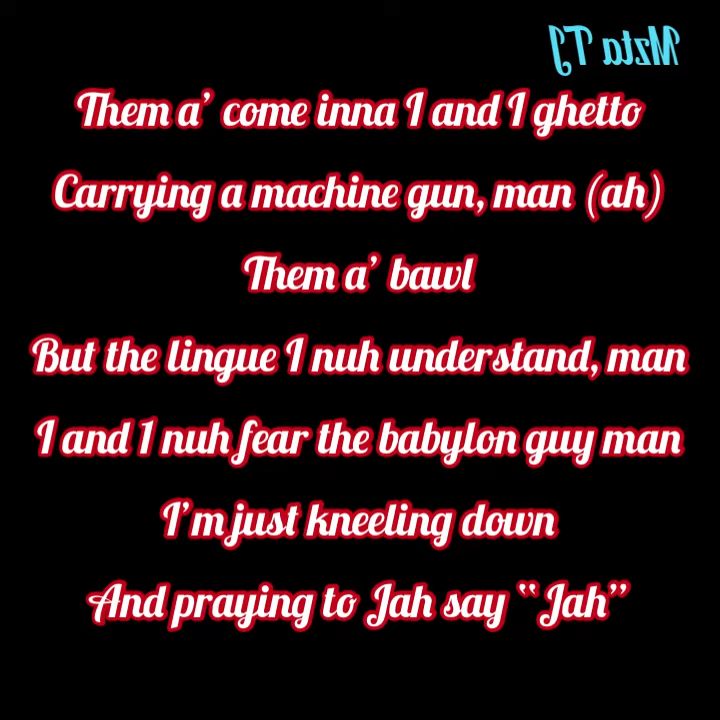 Mzta TJ
Them a' come inna I and I ghetto
Carrying a machine gun, man (ah)
Them a' bawl
But the lingue I nuh understand, man
I and 1 nuh fear the babylon guy man
I'm just kneeling down
And praying to Jah say "Jah"